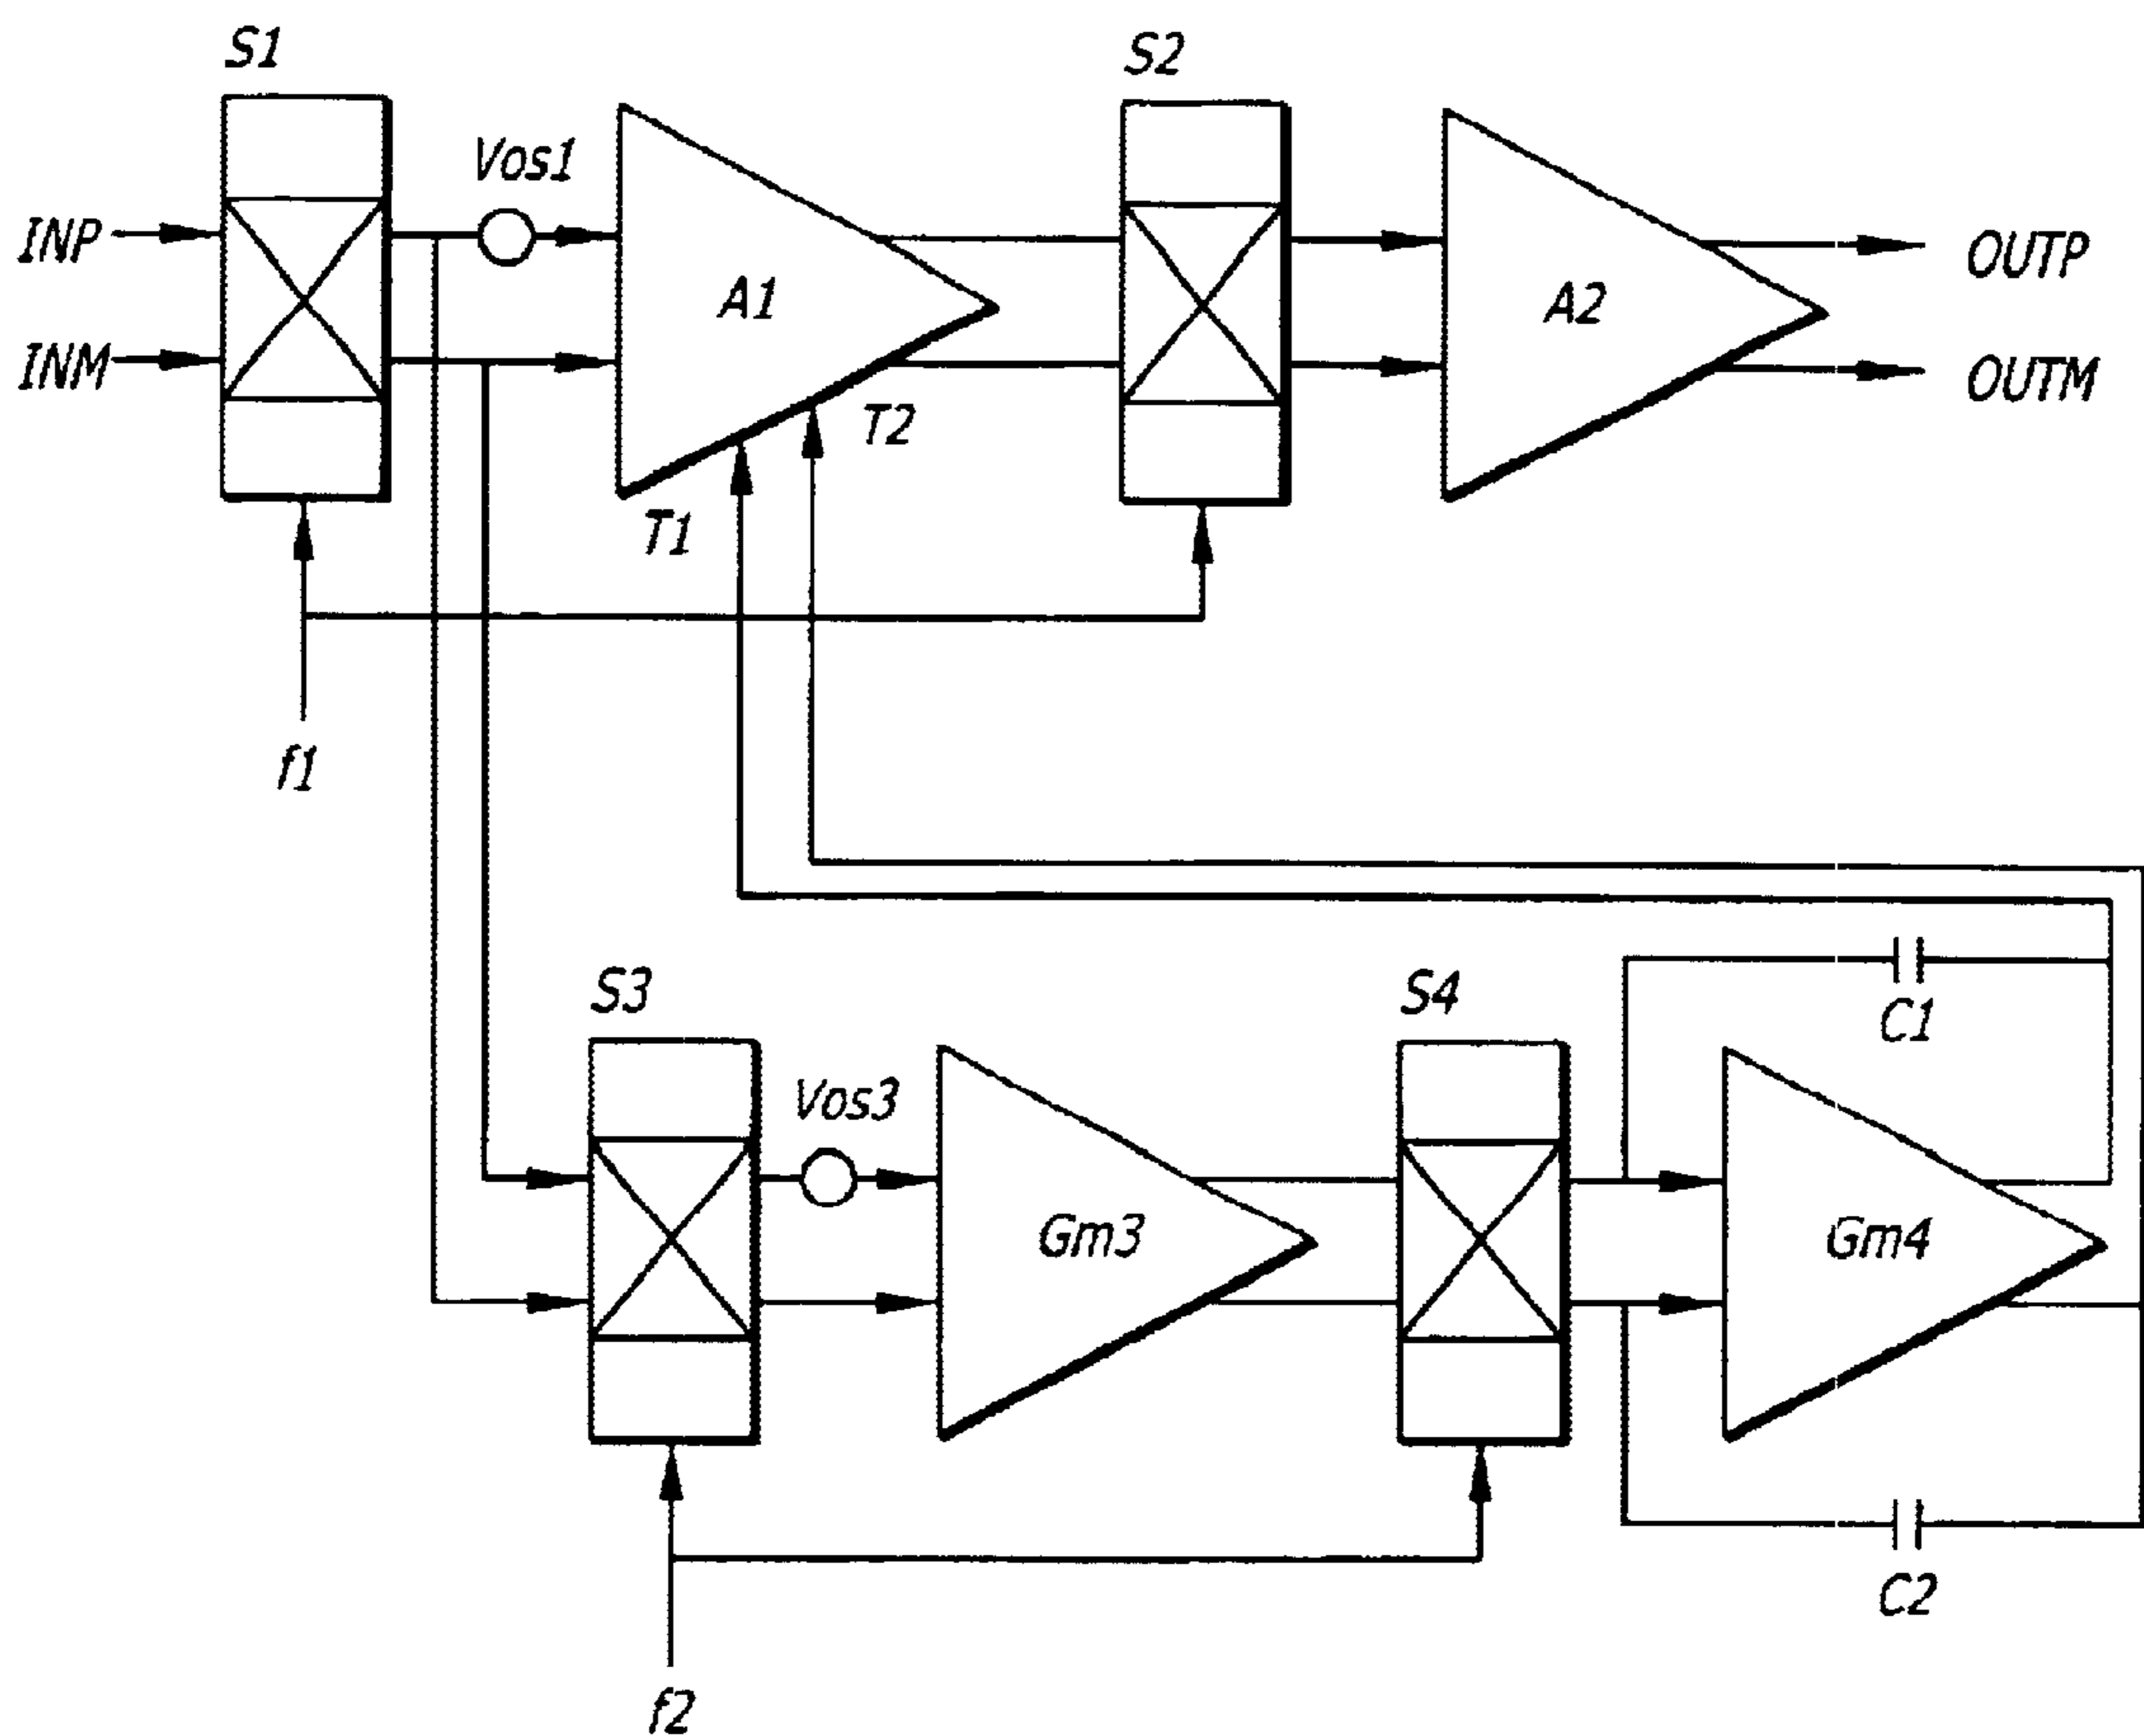 S1
S2
Vos1
INP
A1
A2
OUTP
INM
OUTM
T2
T1
f1
S3
S4
C1
Vos3
Gm3
Gm4
C2
f2